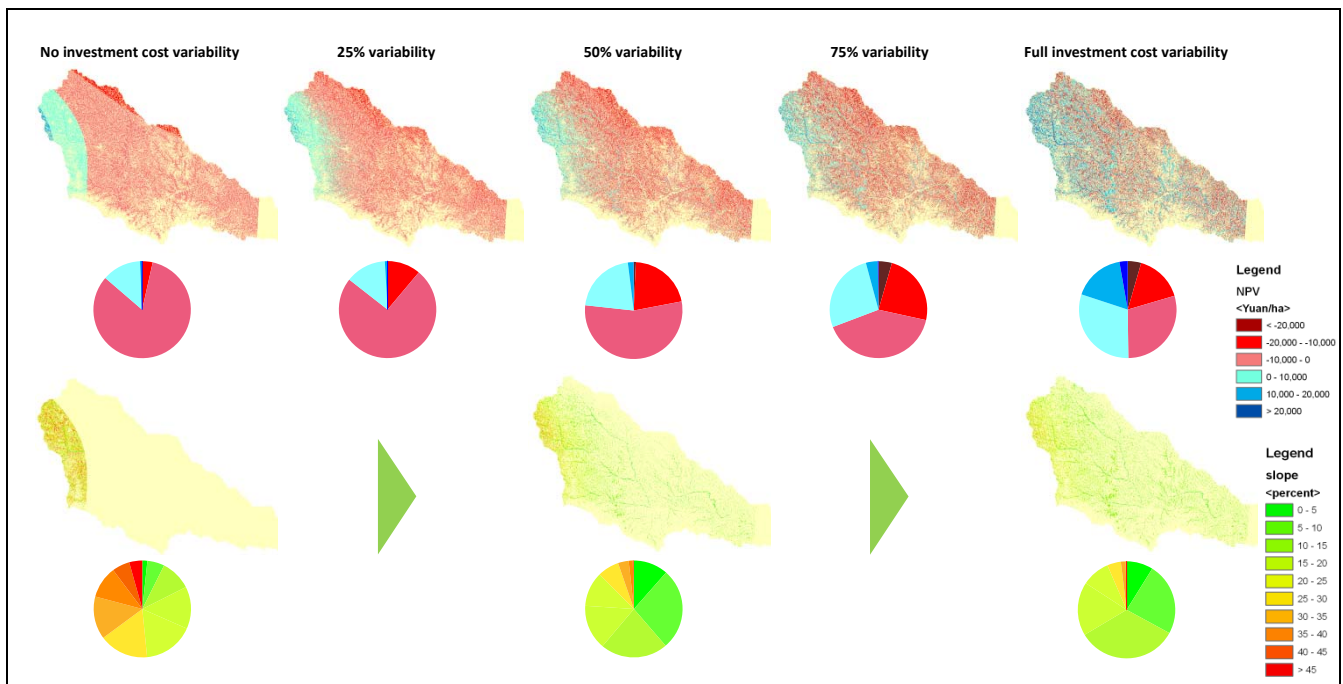 No investment cost variability
25% variability
50% variability
75% variability
Full investment cost variability
Legend
NPV
<Yuan/ha>
< -20,000
-20,000 - -10,000
-10,000 - 0
0 - 10,000
10,000 - 20,000
> 20,000
Legend
slope
<percent>
0 - 5
5 - 10
10 - 15
15 - 20
20 - 25
25 - 30
30 - 35
35 - 40
40 - 45
> 45